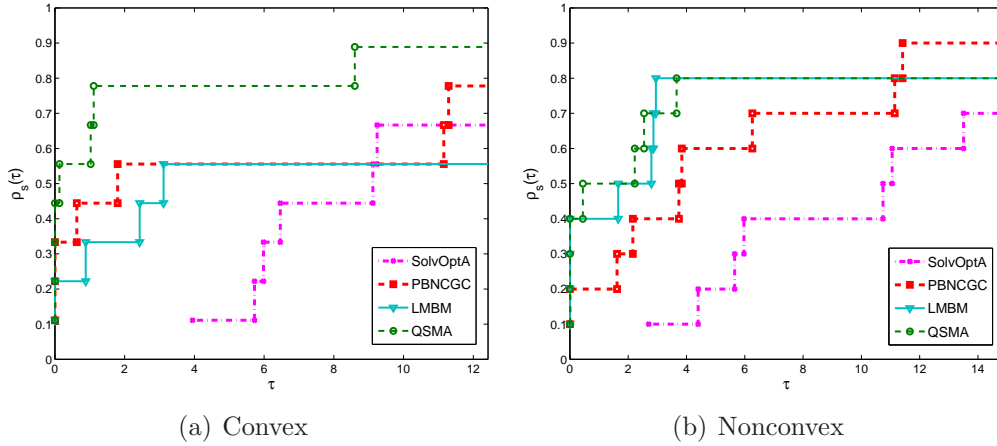 1
0.9
0.8
0.7
0.6
0.5
0.4
0.3
0.2
0.1
0
ρs(τ)
0 2 4 6 8 10 12
τ
SolvOptA
PBNCGC
LMBM
QSMA
(a) Convex
1
0.9
0.8
0.7
0.6
0.5
0.4
0.3
0.2
0.1
0
ρs(τ)
0 2 4 6 8 10 12 14
τ
SolvOptA
PBNCGC
LMBM
QSMA
(b) Nonconvex